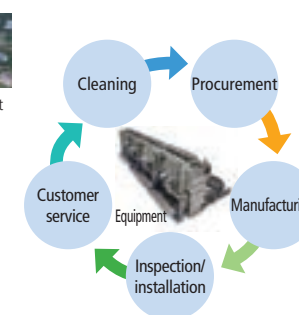 t
Cleaning
Procurement
Customer
service
Equipment
Manufacturi
Inspection/
installation